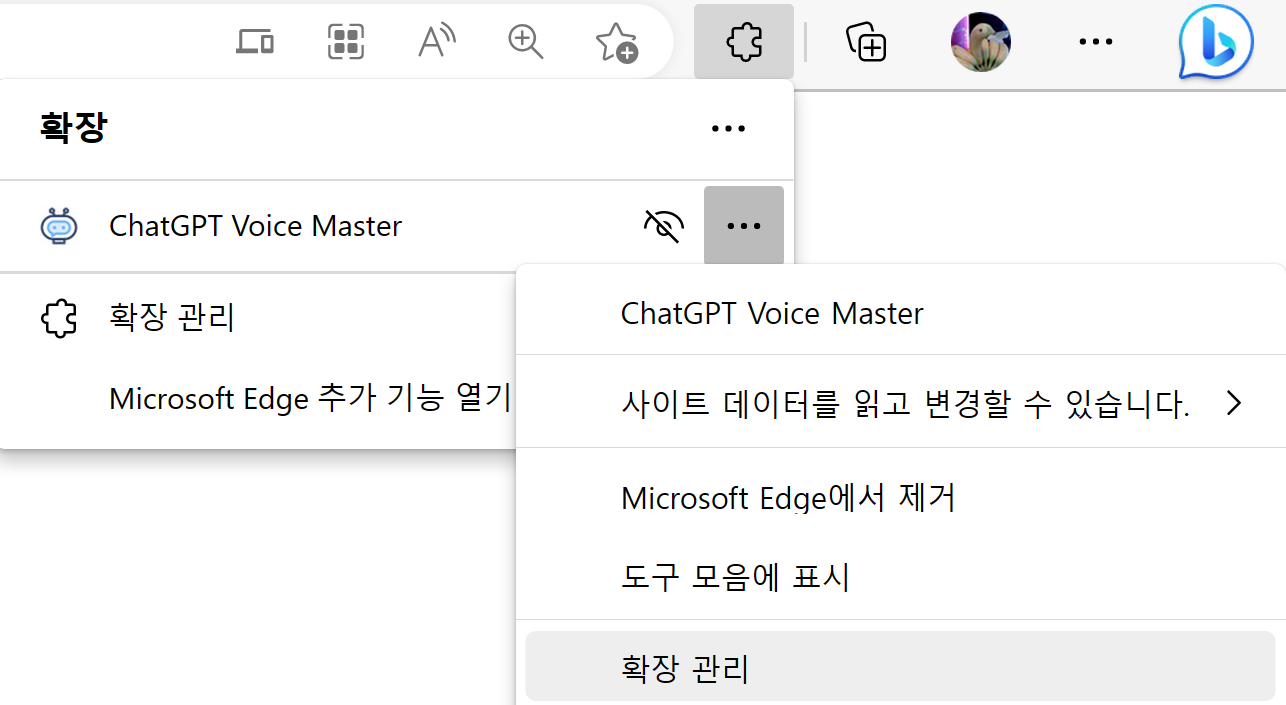 확장
ChatGPT Voice Master
확장 관리
Microsoft Edge 추가 기능 열기
ChatGPT Voice Master
사이트 데이터를 읽고 변경할 수 있습니다.
Microsoft Edge에서 제거
도구 모음에 표시
확장 관리